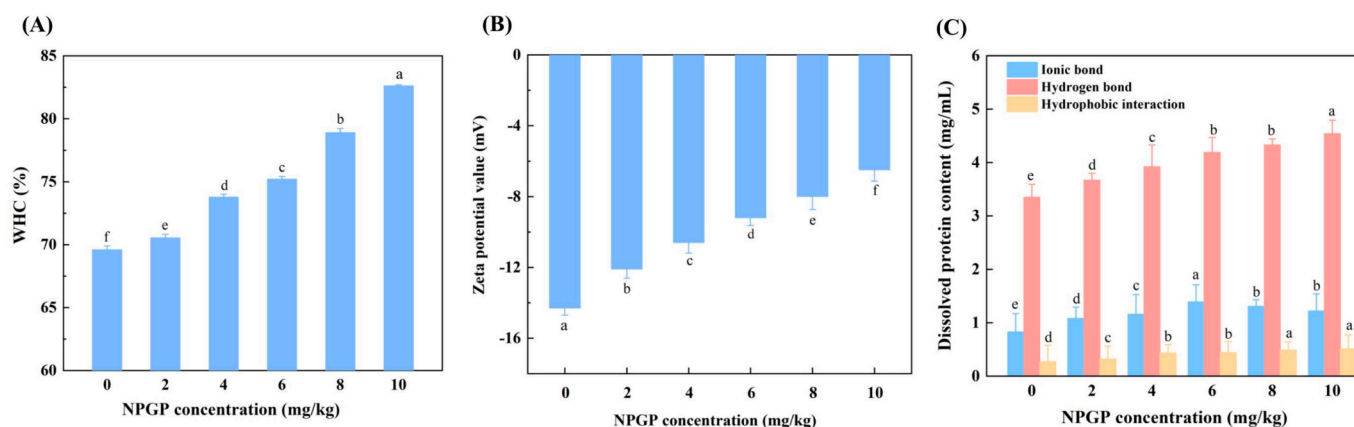 (A)
85
80
75
70
65
60
WHC (%)
f
e
d
c
b
a
0 2 4 6 8 10
NPGP concentration (mg/kg)
(B)
0
-4
-8
-12
-16
Zeta potential value (mV)
a
b
c
d
e
f
0 2 4 6 8 10
NPGP concentration (mg/kg)
(C)
6
5
4
3
2
1
0
Dissolved protein content (mg/mL)
Ionic bond
Hydrogen bond
Hydrophobic interaction
e e d
d d c
c c b
a b b
b b a
b a a
0 2 4 6 8 10
NPGP concentration (mg/kg)